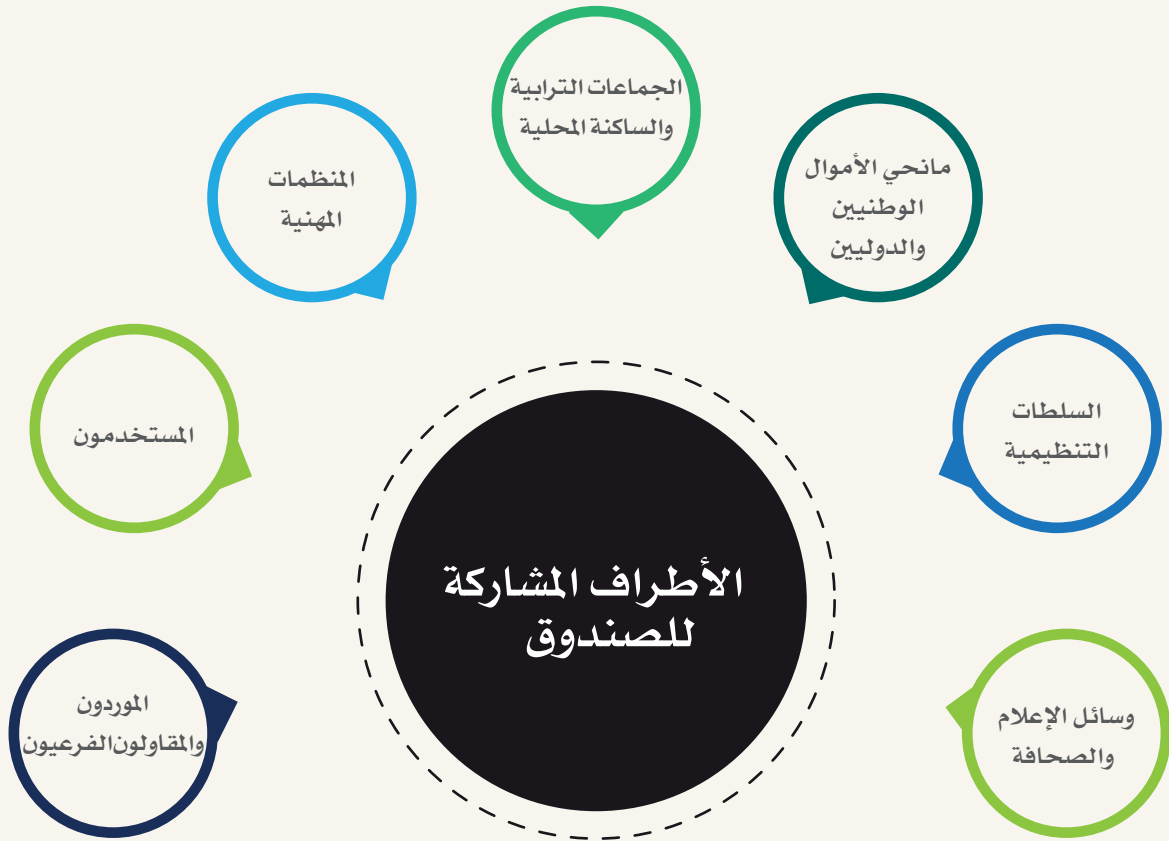 الجماعات الترابية
والساكنة المحلية
مانحي الأموال
الوطنيين
والدوليين
المنظمات
المهنية
السلطات
التنظيمية
المستخدمون
الأطراف المشاركة
للصندوق
وسائل الإعلام
والصحافة
الموردون
والمقاولون الفرعيون